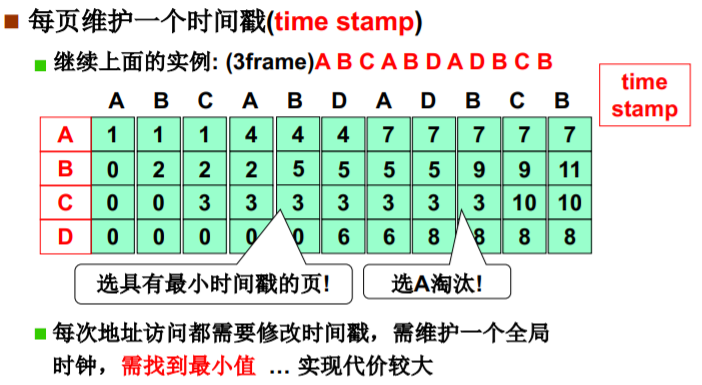 每页维护一个时间戳(time stamp)
继续上面的实例: (3frame)A B C A B D A D B C B
time
stamp
A B C A B D A D B C B
A 1 1 1 4 4 4 7 7 7 7 7
B 0 2 2 2 5 5 5 5 9 9 11
C 0 0 3 3 3 3 3 3 3 10 10
D 0 0 0 0 0 6 6 8 8 8 8
选具有最小时间戳的页!
选A淘汰!
每次地址访问都需要修改时间戳，需维护一个全局
时钟，需找到最小值 … 实现代价较大